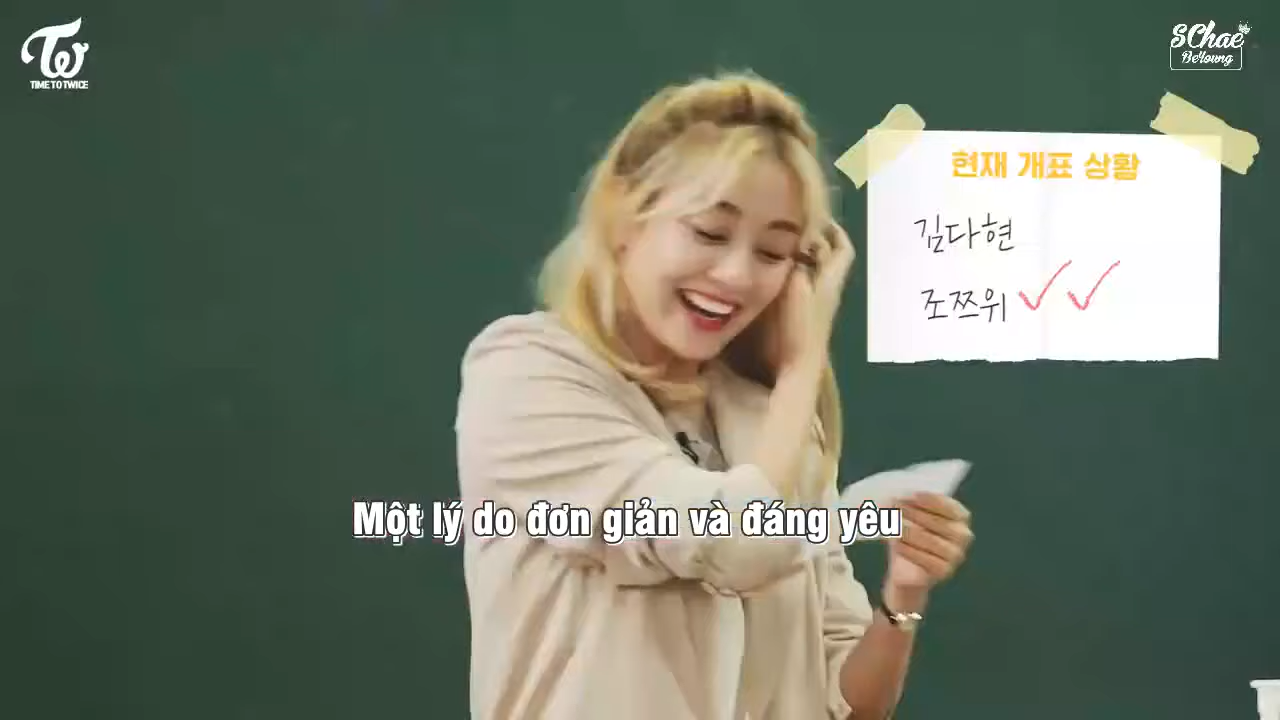 TW
TIME TO TWICE
SChae
BeYoung
현재 개표 상황
김다현
조쯔위
Một lý do đơn giản và đáng yêu